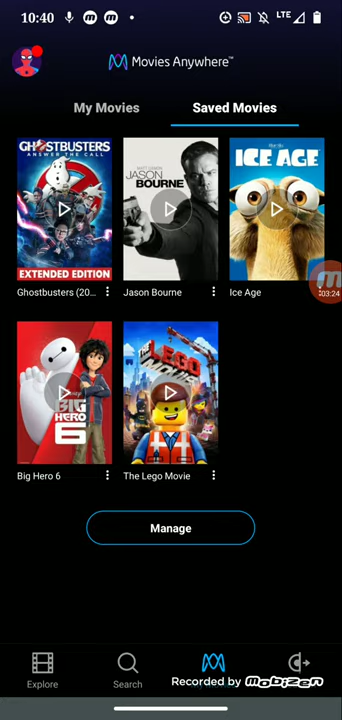 10:40
LTE
Movies Anywhere™
My Movies
Saved Movies
GHOSTBUSTERS
ANSWER THE CALL
EXTENDED EDITION
MATT DAMON
JASON
BOURNE
ICE AGE
Ghostbusters (20...
Jason Bourne
Ice Age
03:24
BIG
HERO
6
THE
LEGO
MOVIE
Big Hero 6
The Lego Movie
Manage
Explore
Search
Recorded by MOBIZEN